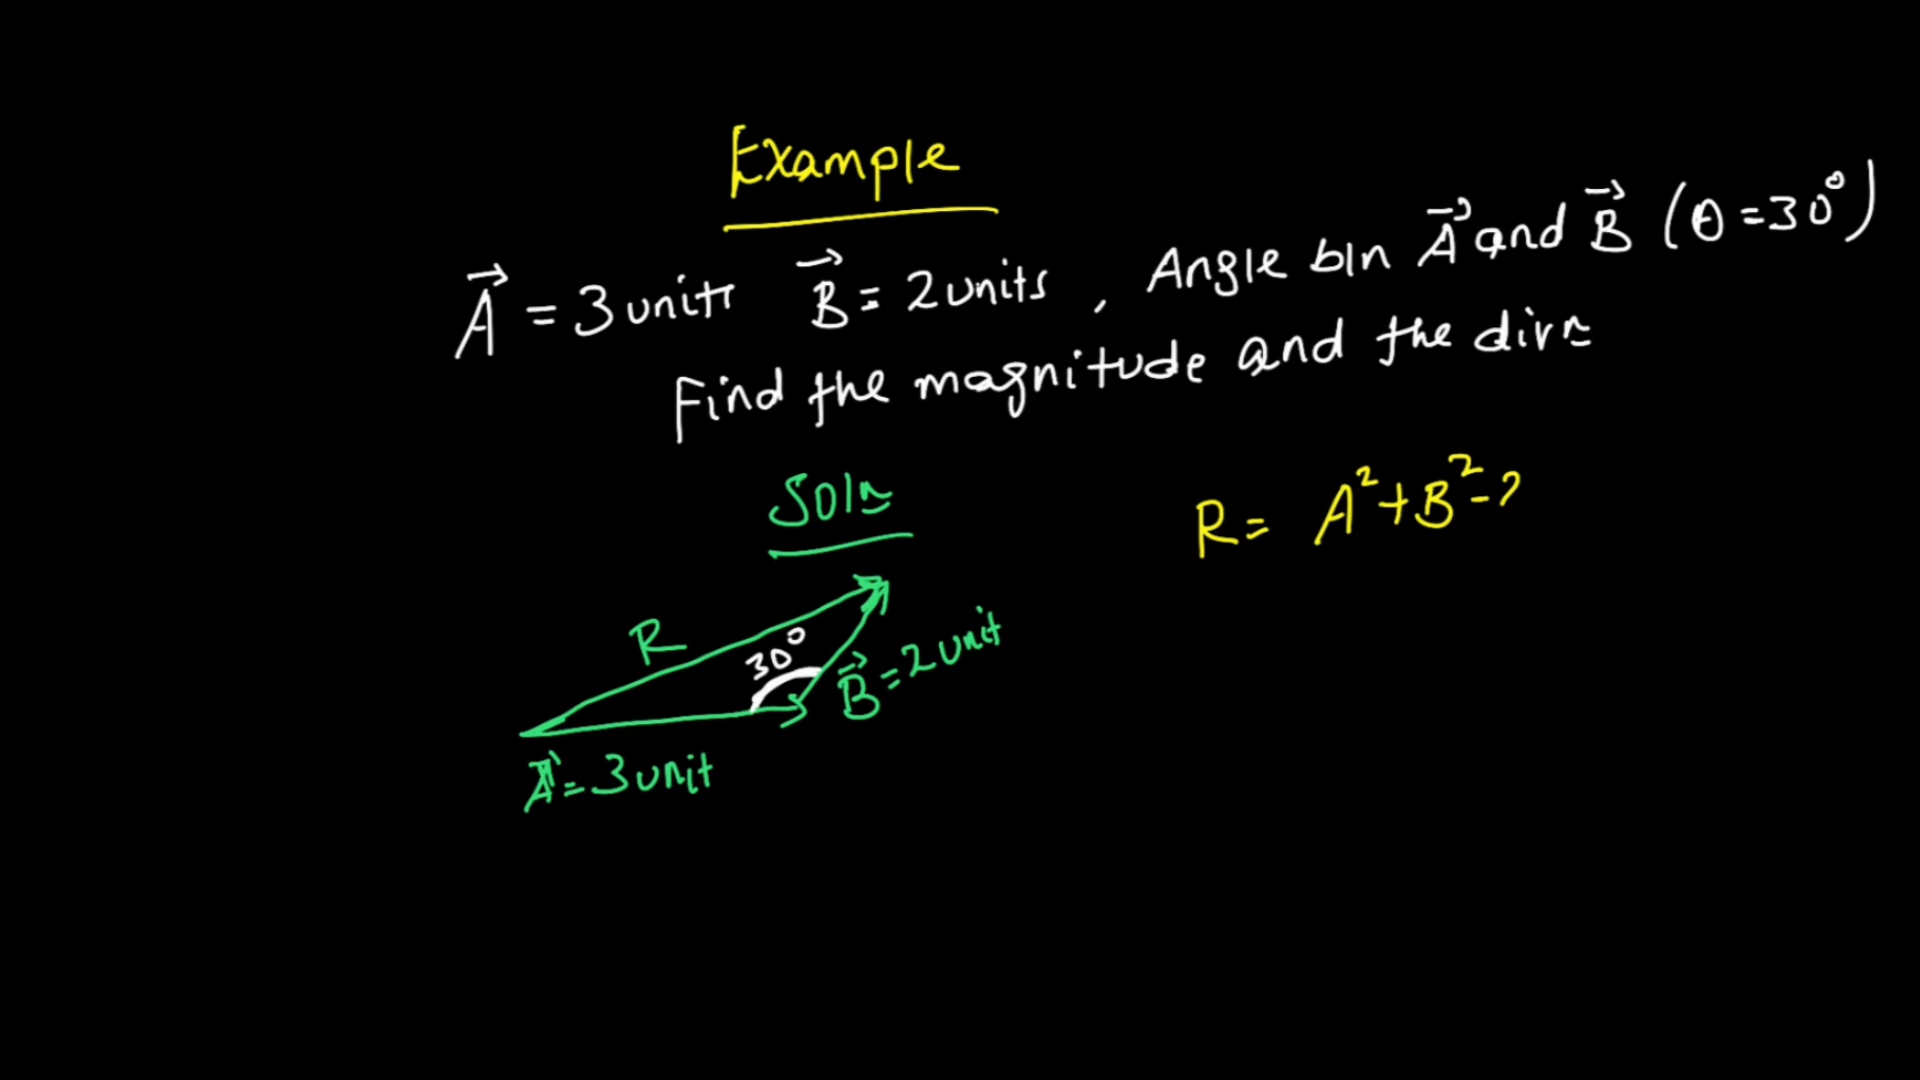 Example
A⃗ = 3 units B⃗ = 2 units , Angle b/n A⃗ and B⃗ (θ = 30°)
Find the magnitude and the dirn
Soln
R = A² + B² - 2
R
30°
B⃗ = 2 unit
A⃗ = 3 unit